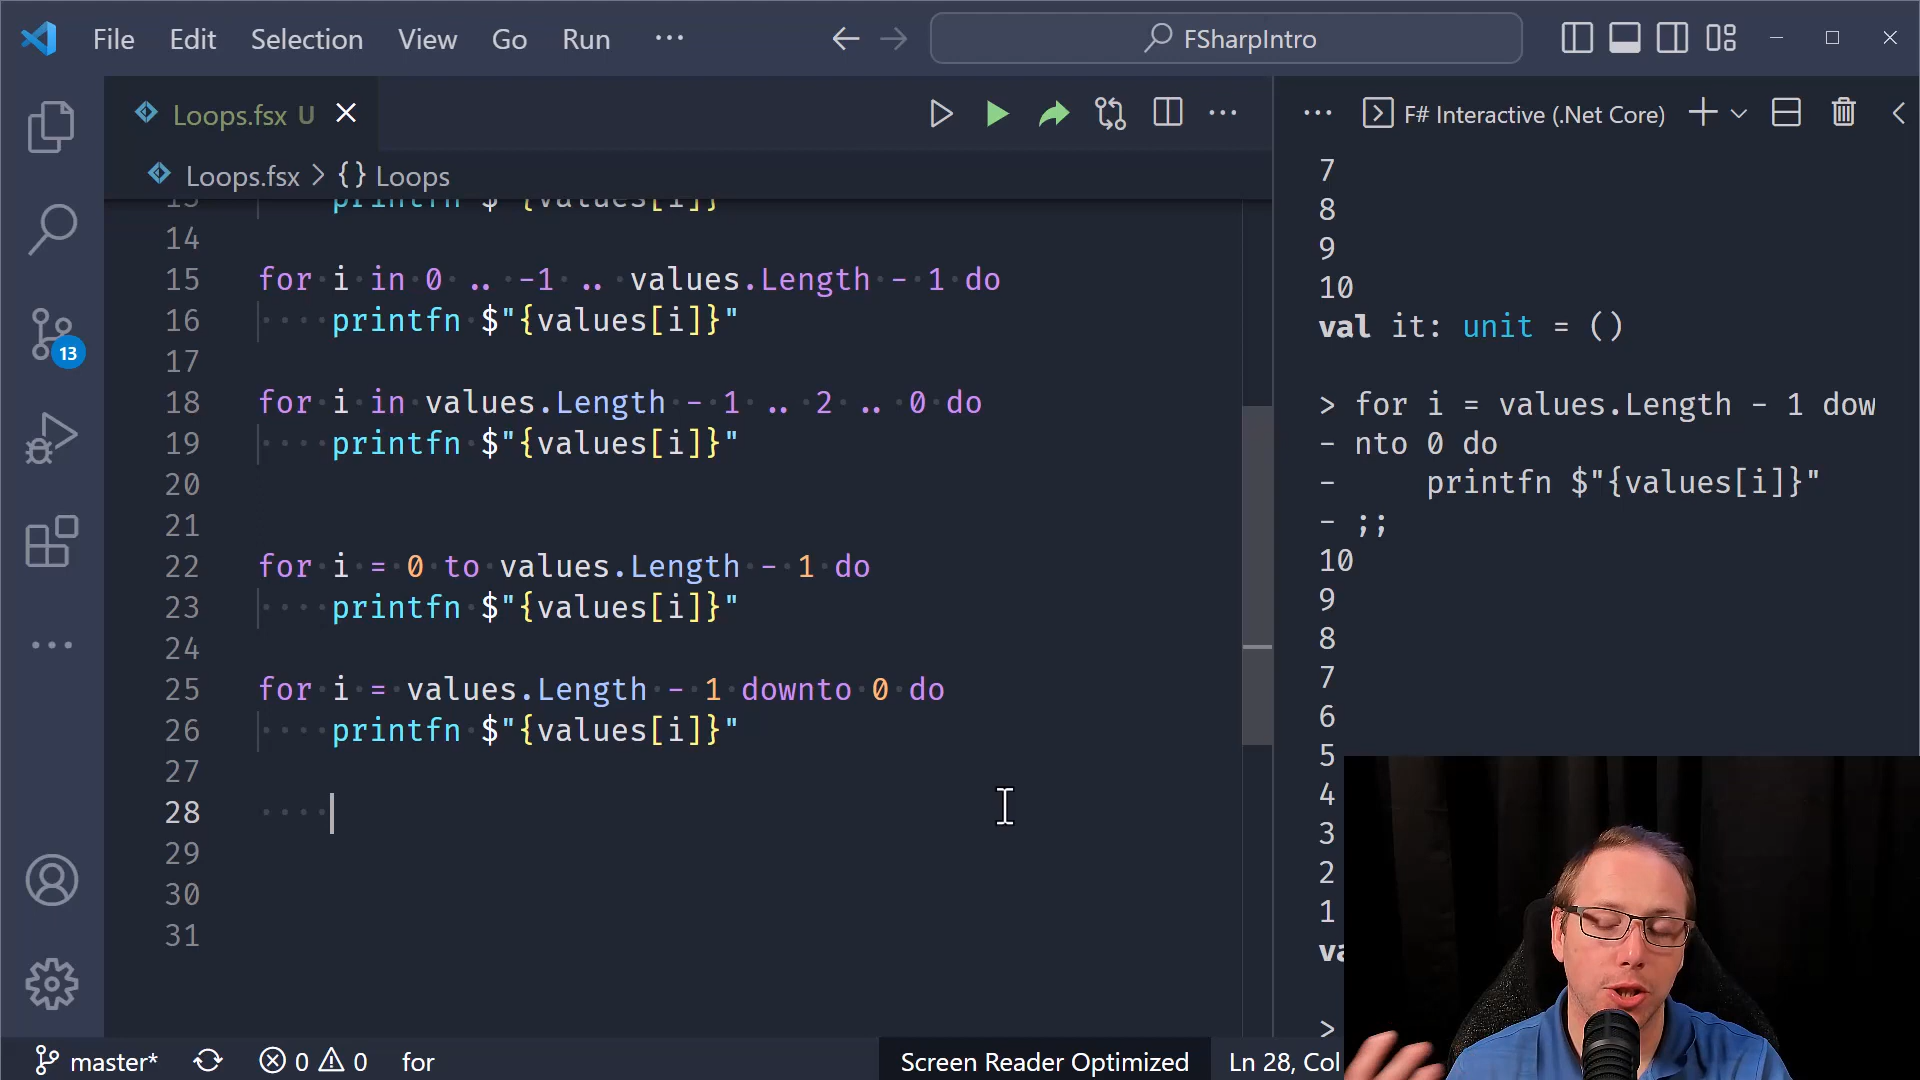 File Edit Selection View Go Run ...
FSharpIntro
Loops.fsx U
F# Interactive (.Net Core)
Loops.fsx > {} Loops
13 printfn $"{values[i]}"
14
15 for i in 0 .. -1 .. values.Length - 1 do
16 printfn $"{values[i]}"
17
18 for i in values.Length - 1 .. 2 .. 0 do
19 printfn $"{values[i]}"
20
21
22 for i = 0 to values.Length - 1 do
23 printfn $"{values[i]}"
24
25 for i = values.Length - 1 downto 0 do
26 printfn $"{values[i]}"
27
28
29
30
31
7
8
9
10
val it: unit = ()
> for i = values.Length - 1 dow
- nto 0 do
- printfn $"{values[i]}"
- ;;
10
9
8
7
6
5
4
3
2
1
>
13
master* 0 0 for
Screen Reader Optimized
Ln 28, Col